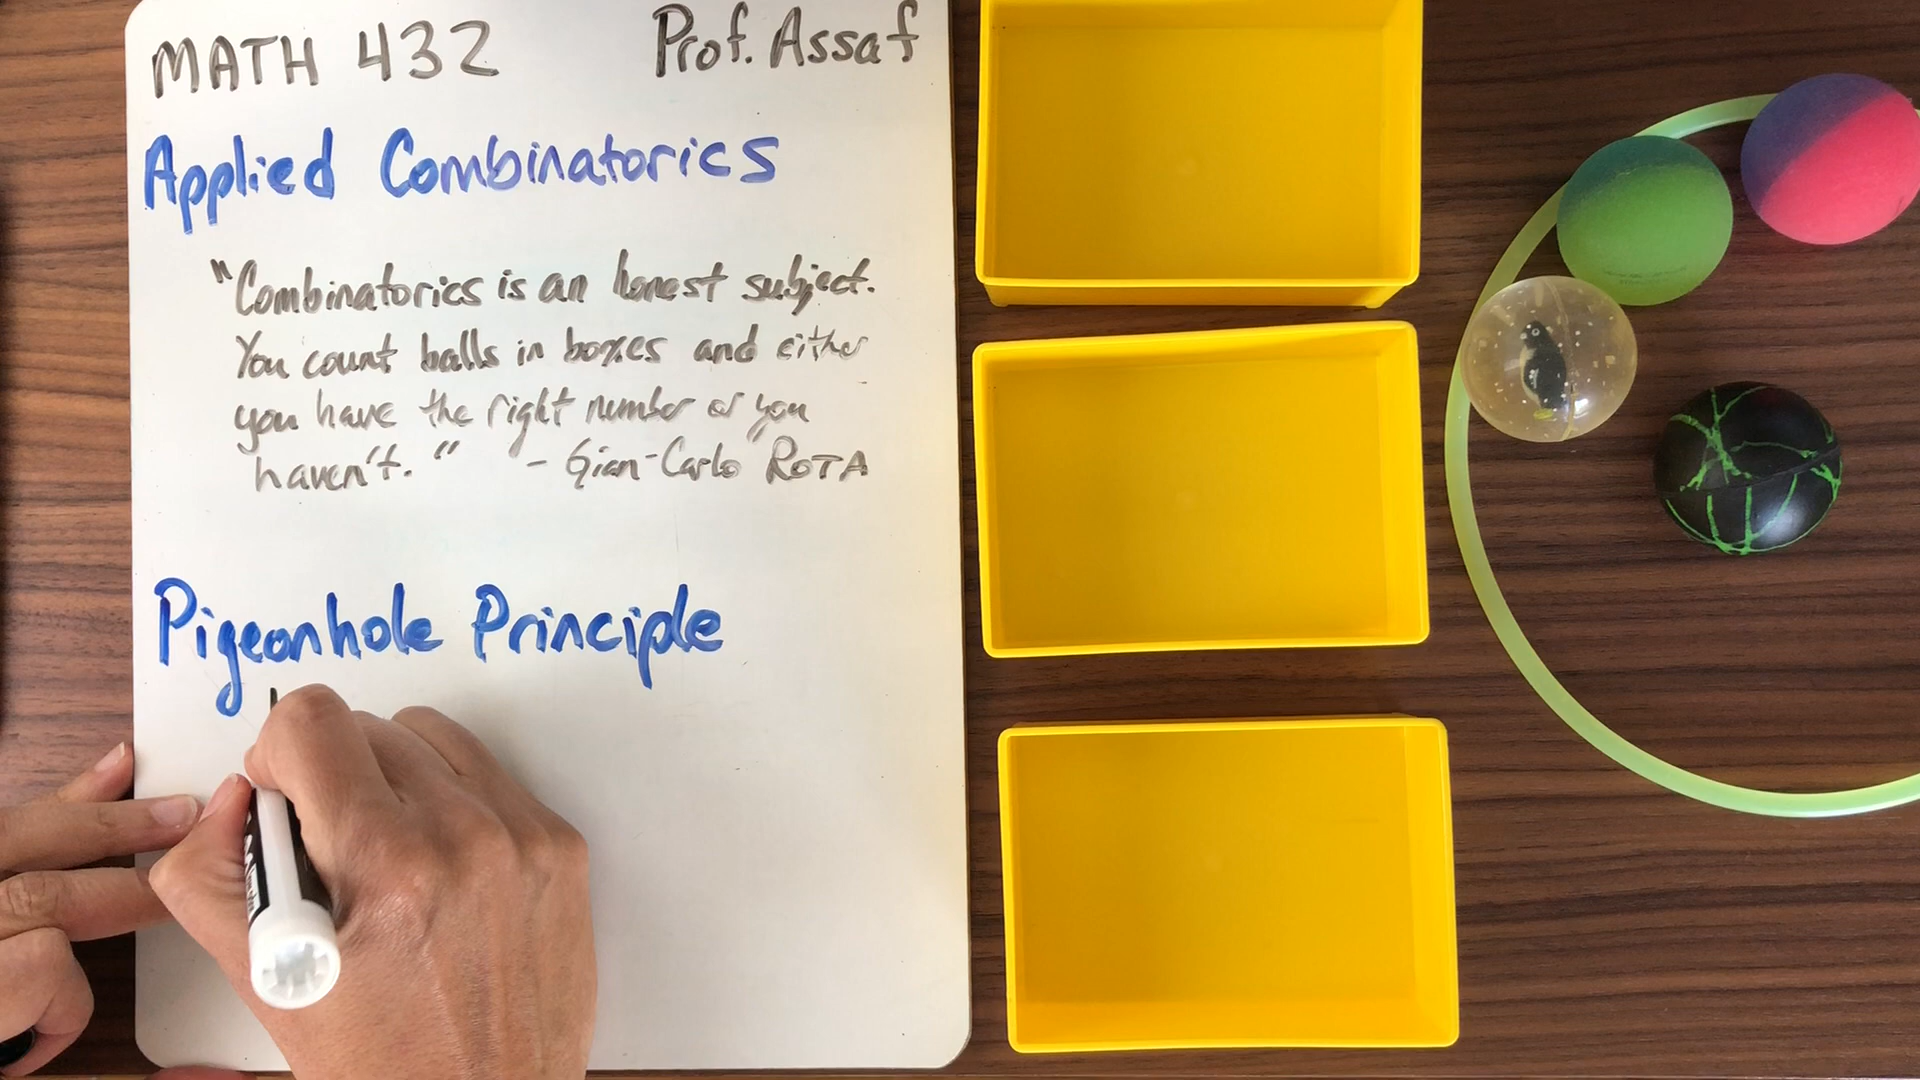 MATH 432 Prof. Assaf
Applied Combinatorics
"Combinatorics is an honest subject.
You count balls in boxes and either
you have the right number or you
haven't." - Gian-Carlo ROTA
Pigeonhole Principle